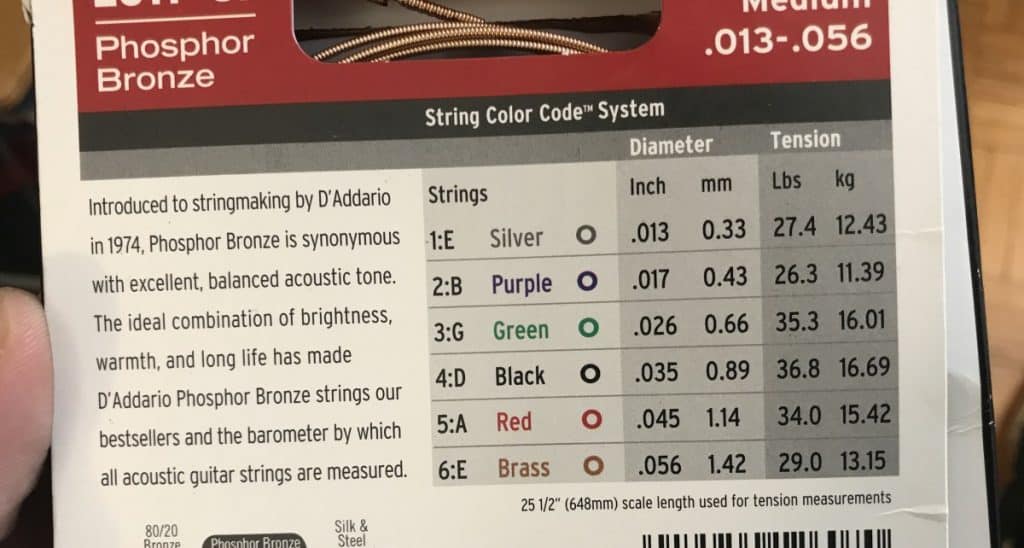 Phosphor
Bronze
Medium
.013-.056
String Color Code™ System
Diameter Tension
Strings Inch mm Lbs kg
1:E Silver .013 0.33 27.4 12.43
2:B Purple .017 0.43 26.3 11.39
3:G Green .026 0.66 35.3 16.01
4:D Black .035 0.89 36.8 16.69
5:A Red .045 1.14 34.0 15.42
6:E Brass .056 1.42 29.0 13.15
25 1/2" (648mm) scale length used for tension measurements
Introduced to stringmaking by D'Addario
in 1974, Phosphor Bronze is synonymous
with excellent, balanced acoustic tone.
The ideal combination of brightness,
warmth, and long life has made
D'Addario Phosphor Bronze strings our
bestsellers and the barometer by which
all acoustic guitar strings are measured.
80/20
Bronze
Phosphor Bronze
Silk &
Steel